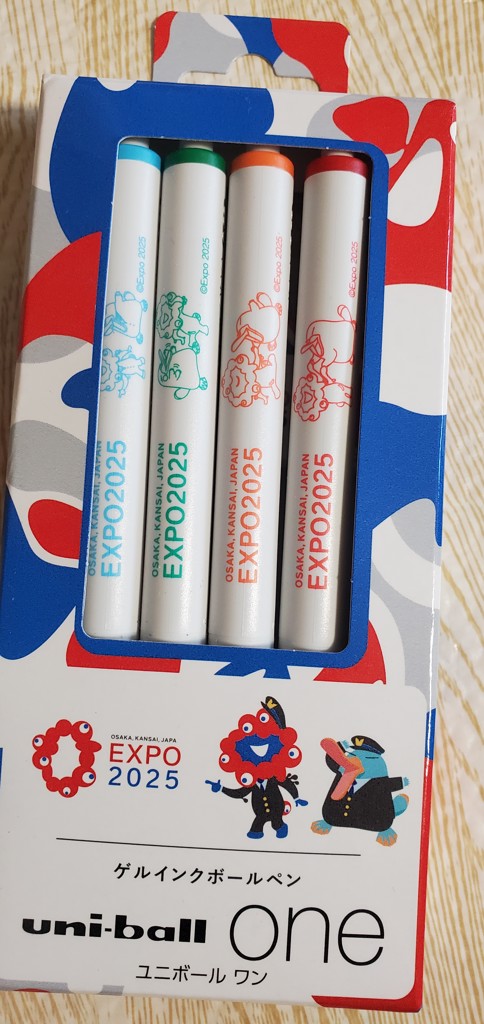 ©Expo 2025
OSAKA, KANSAI, JAPAN
EXPO2025
©Expo 2025
OSAKA, KANSAI, JAPAN
EXPO2025
©Expo 2025
OSAKA, KANSAI, JAPAN
EXPO2025
©Expo 2025
OSAKA, KANSAI, JAPAN
EXPO2025
OSAKA, KANSAI, JAPA
EXPO
2025
ゲルインクボールペン
uni-ball one
ユニボール ワン